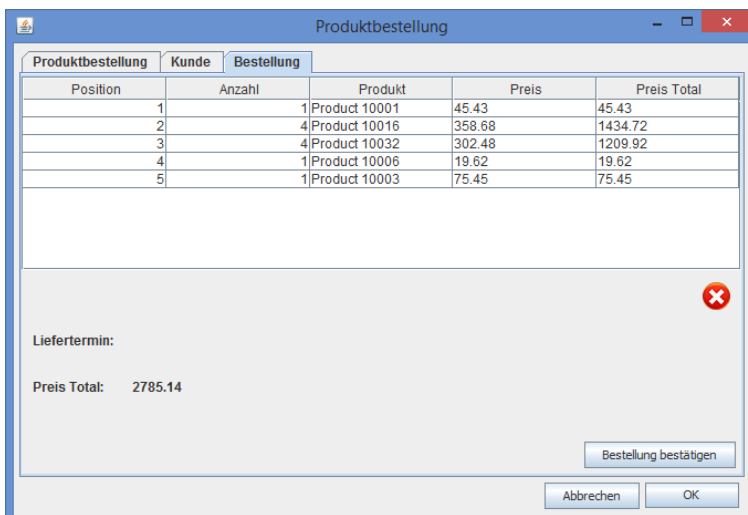 Produktbestellung
Produktbestellung Kunde Bestellung
Position Anzahl Produkt Preis Preis Total
1 1 Product 10001 45.43 45.43
2 4 Product 10016 358.68 1434.72
3 4 Product 10032 302.48 1209.92
4 1 Product 10006 19.62 19.62
5 1 Product 10003 75.45 75.45
Liefertermin:
Preis Total: 2785.14
Bestellung bestätigen
Abbrechen OK